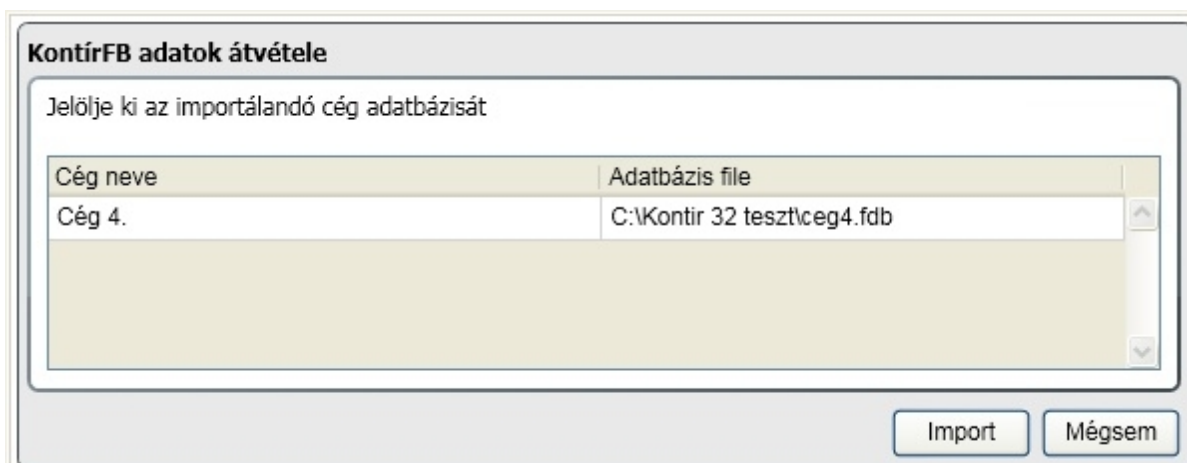 KontírFB adatok átvétele
Jelölje ki az importálandó cég adatbázisát
Cég neve Adatbázis file
Cég 4. C:\Kontir 32 teszt\ceg4.fdb
Import Mégsem